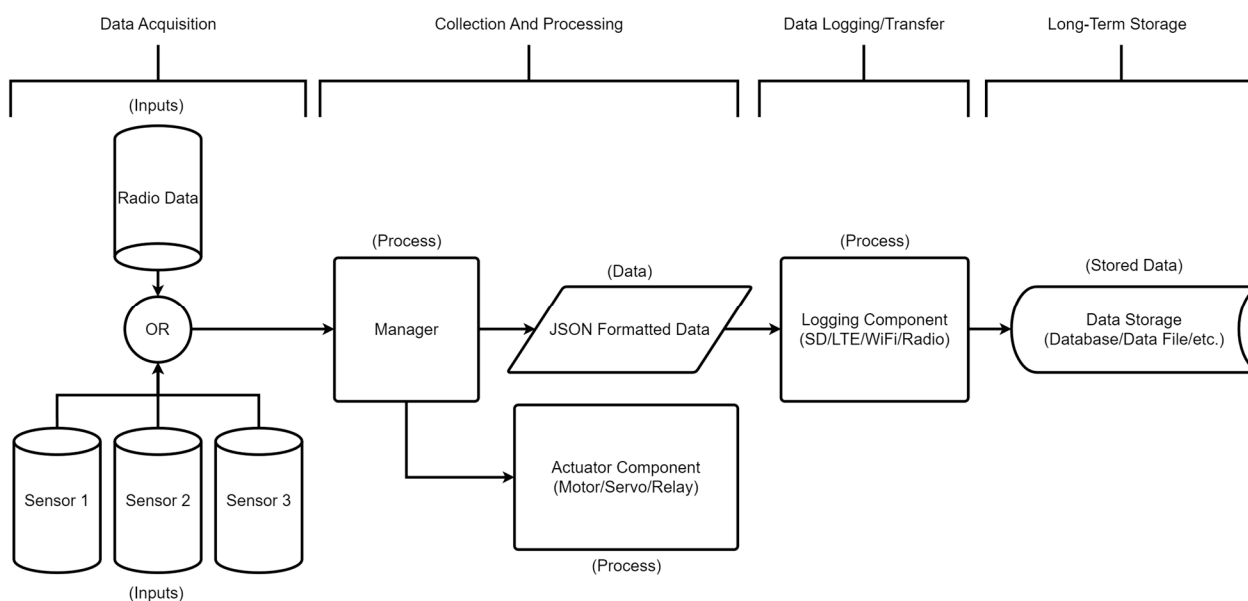 Data Acquisition
Collection And Processing
Data Logging/Transfer
Long-Term Storage
(Inputs)
Radio Data
OR
Sensor 1
Sensor 2
Sensor 3
(Inputs)
(Process)
Manager
(Data)
JSON Formatted Data
Actuator Component
(Motor/Servo/Relay)
(Process)
(Process)
Logging Component
(SD/LTE/WiFi/Radio)
(Stored Data)
Data Storage
(Database/Data File/etc.)